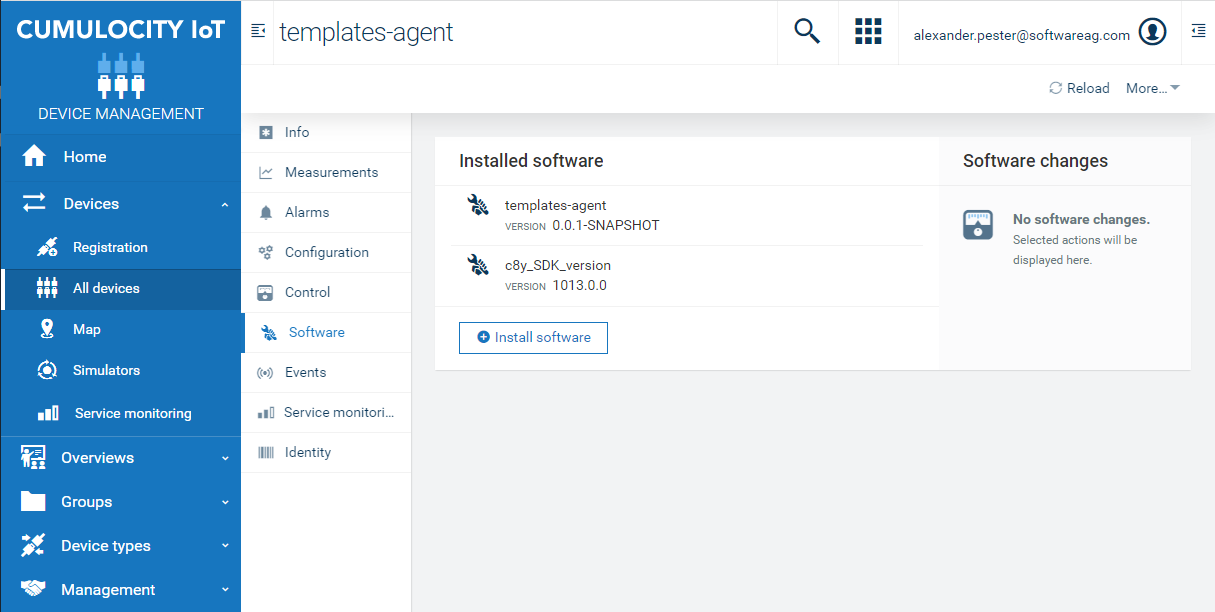 CUMULOCITY IoT
DEVICE MANAGEMENT
Home
Devices
Registration
All devices
Map
Simulators
Service monitoring
Overviews
Groups
Device types
Management
templates-agent
alexander.pester@softwareag.com
Reload
More...
Info
Measurements
Alarms
Configuration
Control
Software
Events
Service monitori...
Identity
Installed software
templates-agent
VERSION 0.0.1-SNAPSHOT
c8y_SDK_version
VERSION 1013.0.0
Install software
Software changes
No software changes.
Selected actions will be
displayed here.